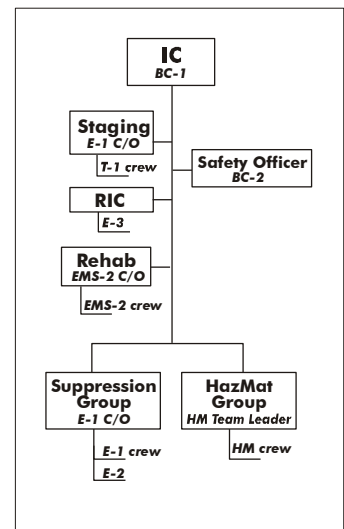 IC
BC-1
Staging
E-1 C/O
T-1 crew
Safety Officer
BC-2
RIC
E-3
Rehab
EMS-2 C/O
EMS-2 crew
Suppression
Group
E-1 C/O
E-1 crew
E-2
HazMat
Group
HM Team Leader
HM crew